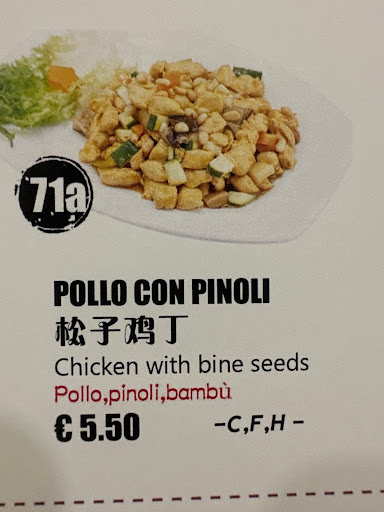 71a
POLLO CON PINOLI
松子鸡丁
Chicken with bine seeds
Pollo,pinoli,bambù
€ 5.50 -C,F,H -